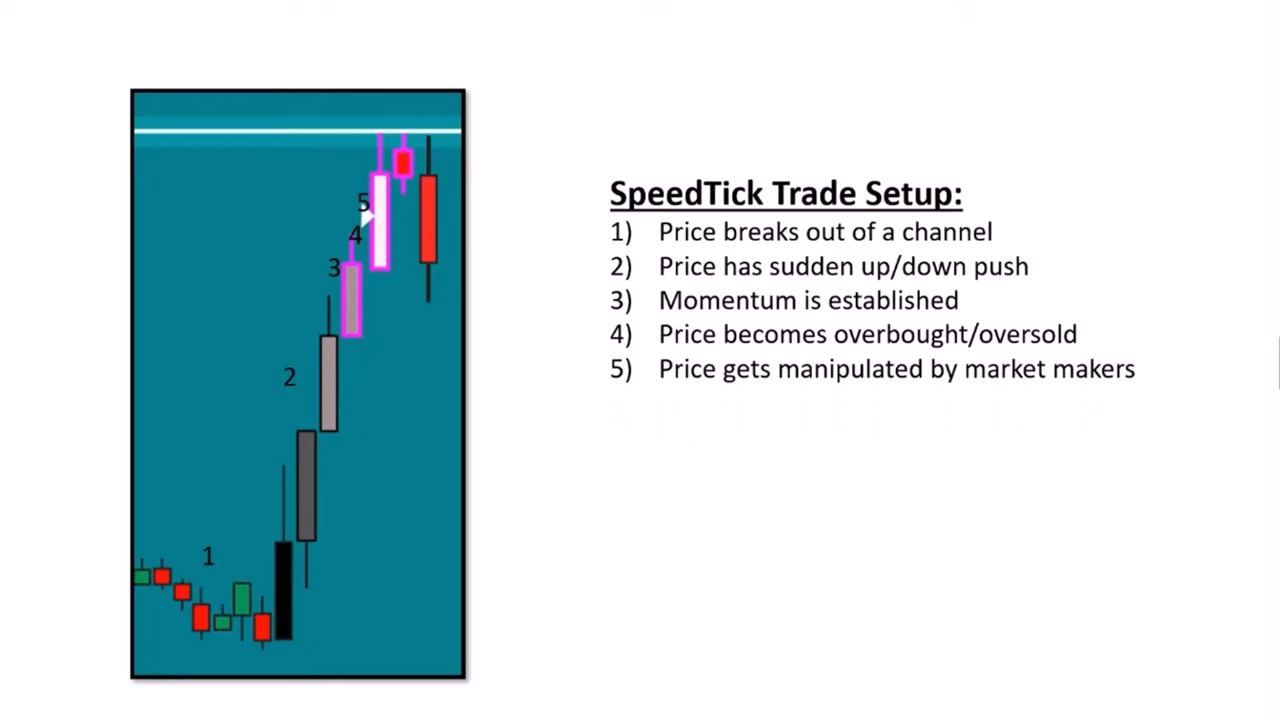 SpeedTick Trade Setup:
1) Price breaks out of a channel
2) Price has sudden up/down push
3) Momentum is established
4) Price becomes overbought/oversold
5) Price gets manipulated by market makers
5
4
3
2
1